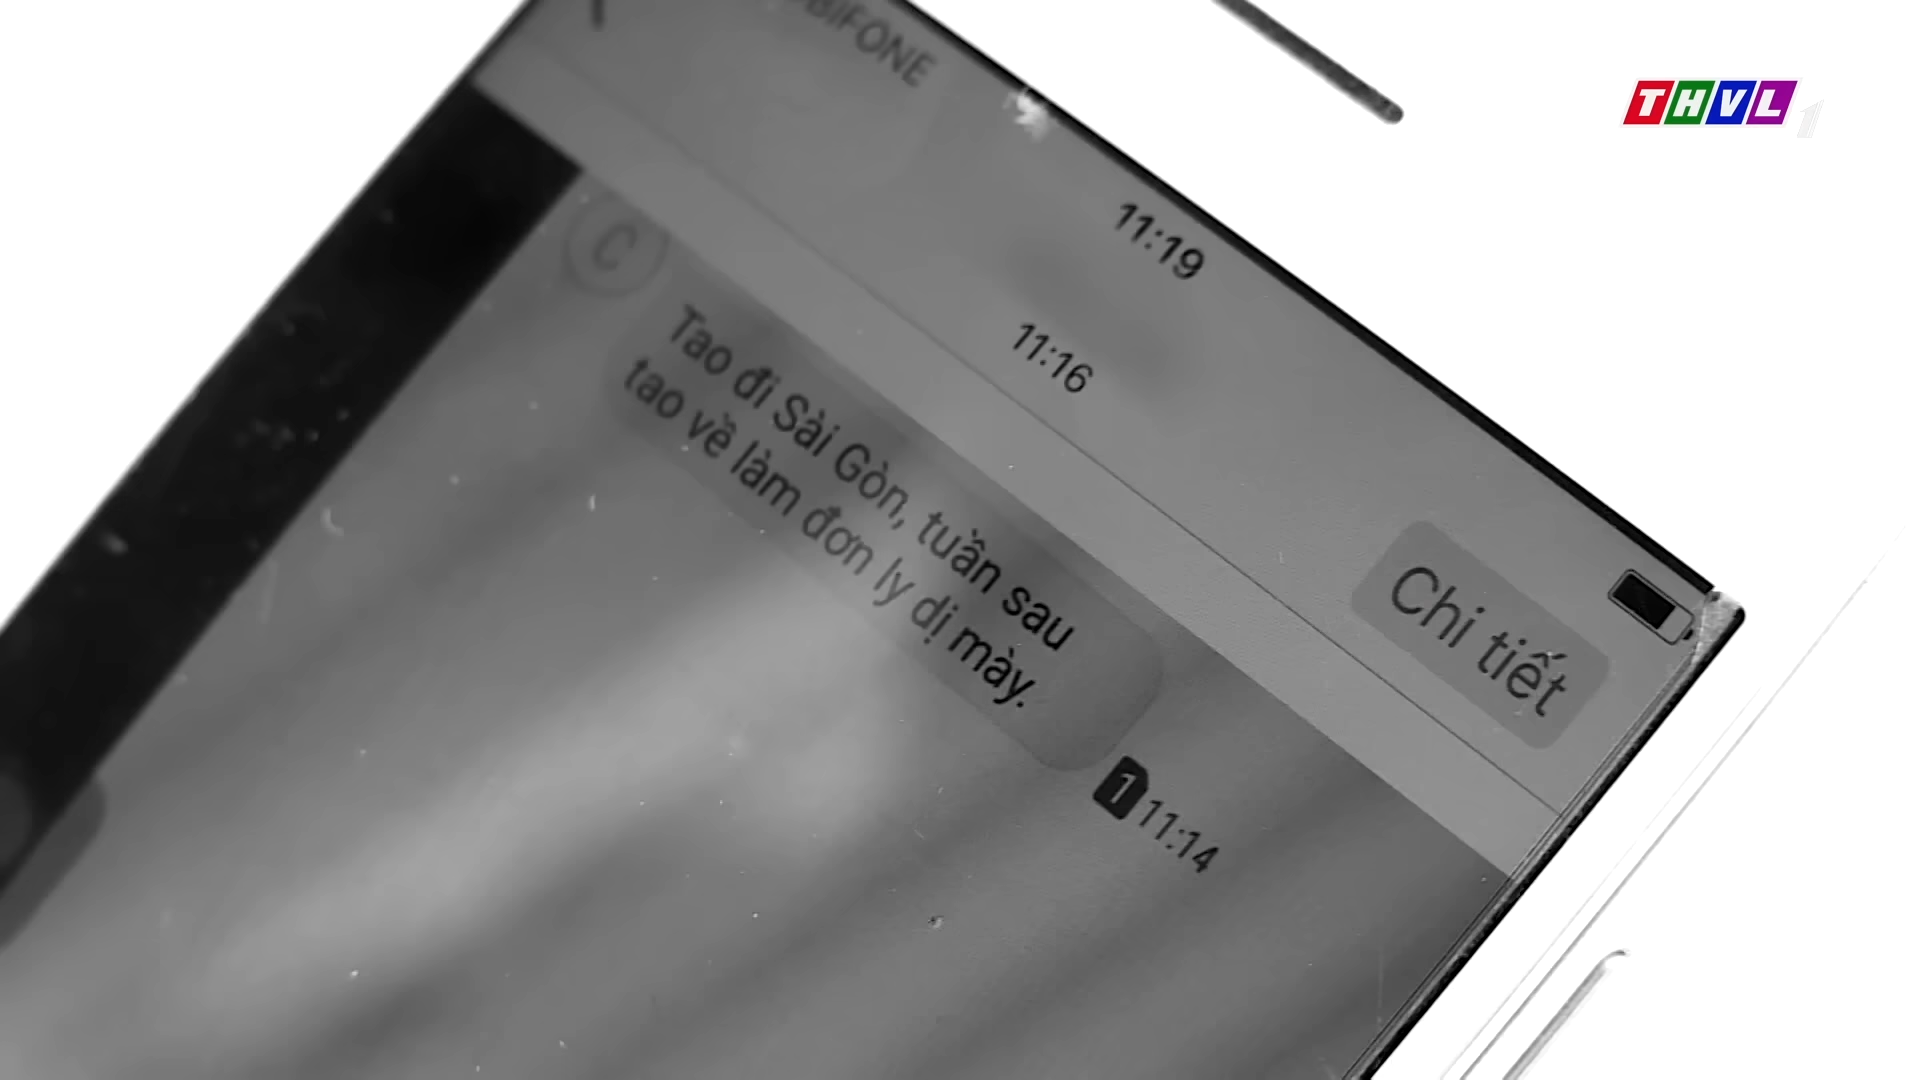 BIFONE
11:19
11:16
Chi tiết
C
Tao đi Sài Gòn, tuần sau
tao về làm đơn ly dị mày.
1 11:14
THVL 1